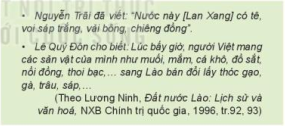 • Nguyễn Trãi đã viết: "Nước này [Lan Xang] có tê,
voi sáp trắng, vải bông, chiêng đồng".
• Lê Quý Đôn cho biết: Lúc bấy giờ, người Việt mang
các sản vật của mình như muối, mắm, cá khô, đồ sắt,
nồi đồng, thoi bạc,... sang Lào bán đổi lấy thóc gạo,
gà, trâu, sáp,...
(Theo Lương Ninh, Đất nước Lào: Lịch sử và
văn hoá, NXB Chính trị quốc gia, 1996, tr.92, 93)